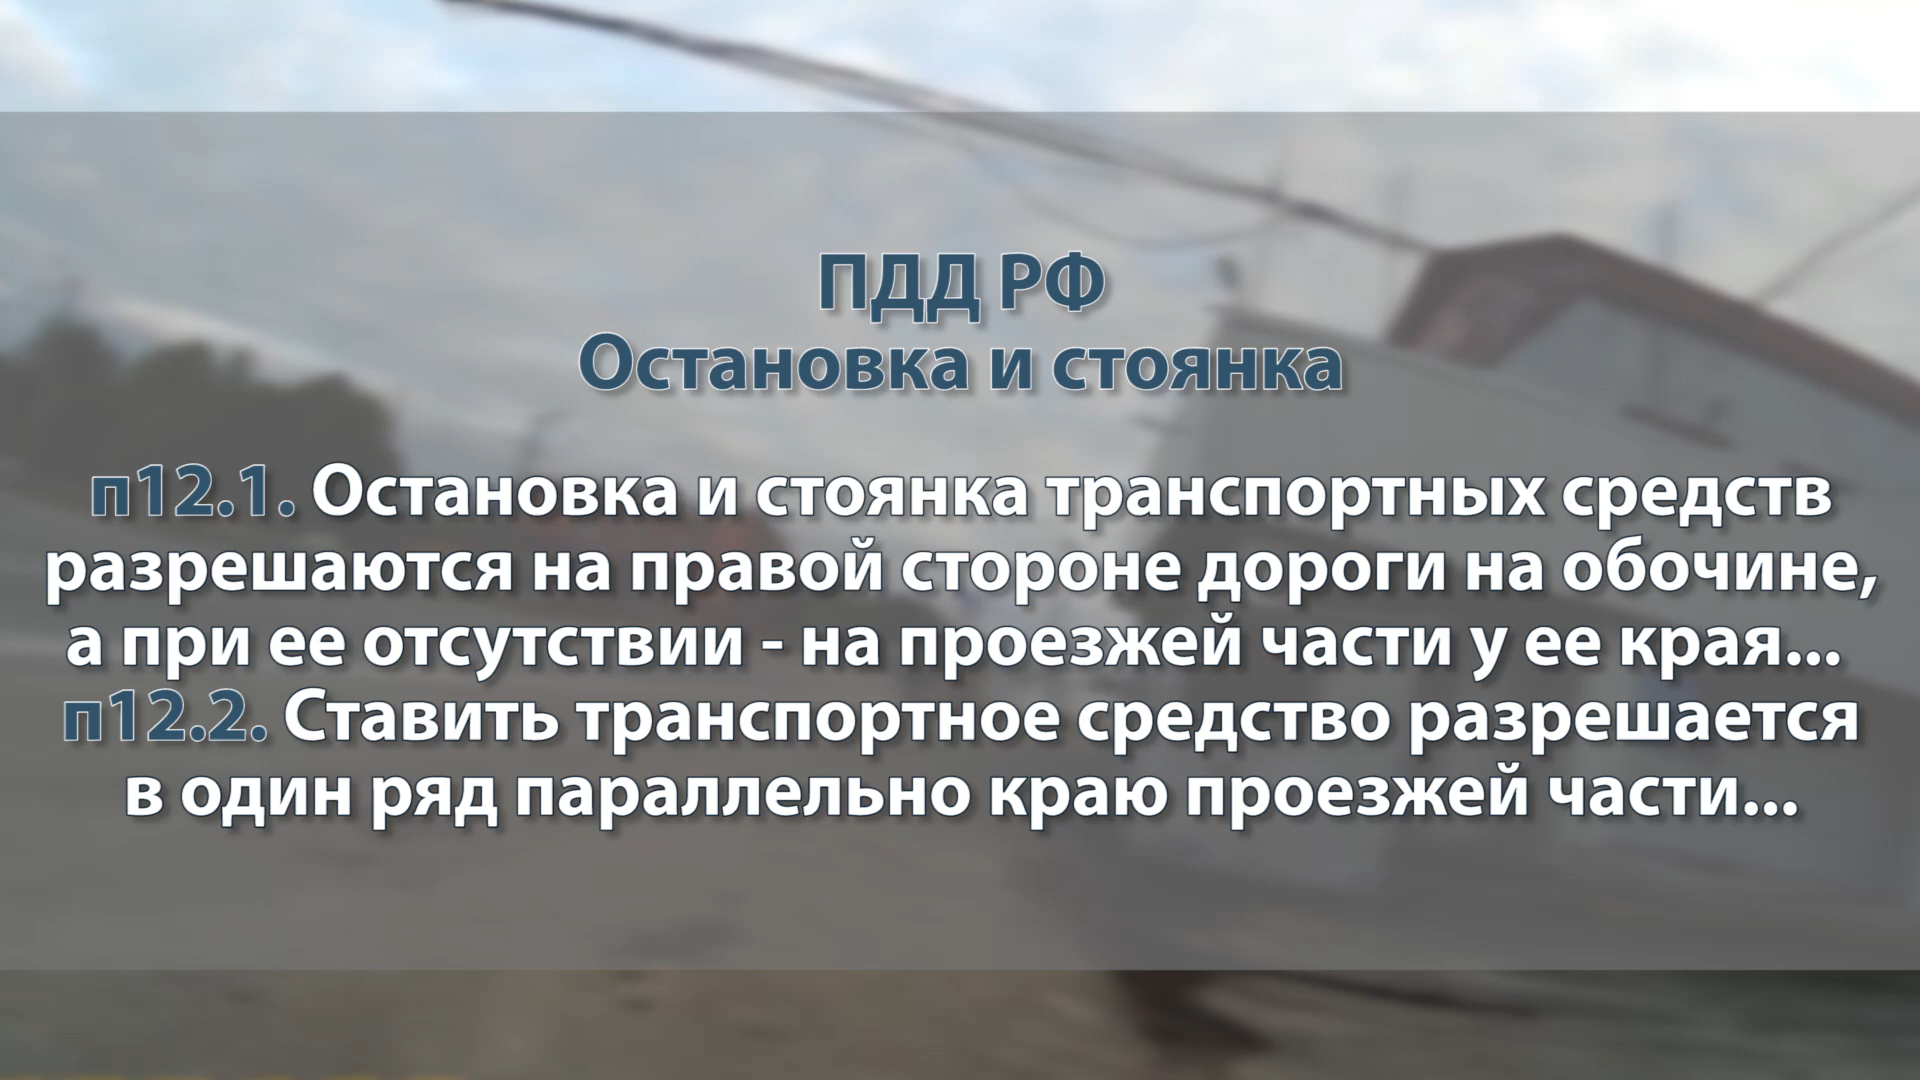 ПДД РФ
Остановка и стоянка
п12.1. Остановка и стоянка транспортных средств
разрешаются на правой стороне дороги на обочине,
а при ее отсутствии - на проезжей части у ее края...
п12.2. Ставить транспортное средство разрешается
в один ряд параллельно краю проезжей части...